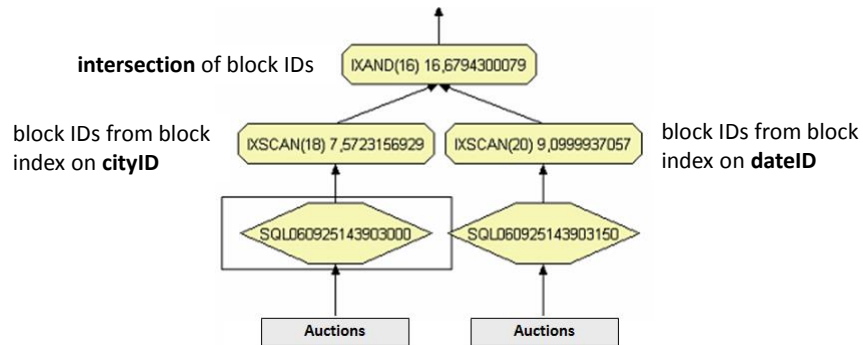 intersection of block IDs
IXAND(16) 16,6794300079
block IDs from block
index on cityID
IXSCAN(18) 7,5723156929
IXSCAN(20) 9,0999937057
block IDs from block
index on dateID
SQL060925143903000
SQL060925143903150
Auctions
Auctions